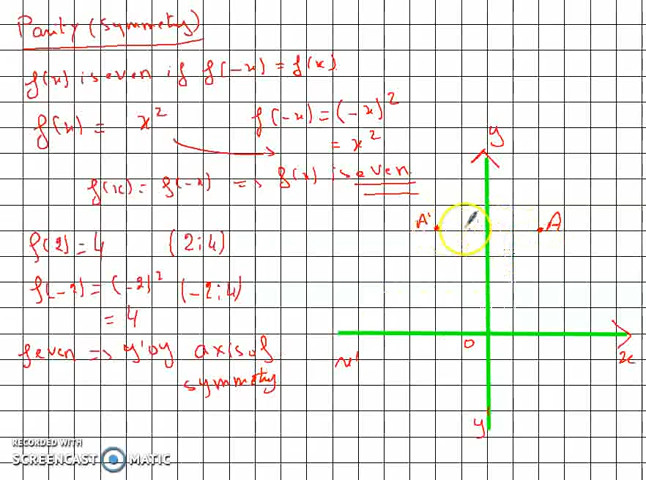 Parity (Symmetry)
f(x) is even if f(-x) = f(x)
f(x) = x²
f(-x) = (-x)²
= x²
f(x) = f(-x) => f(x) is even
f(2) = 4 (2;4)
f(-2) = (-2)² (-2;4)
= 4
f even => y'oy axis of
symmetry
y
A' A
o
x' x
y'
RECORDED WITH
SCREENCAST MATIC